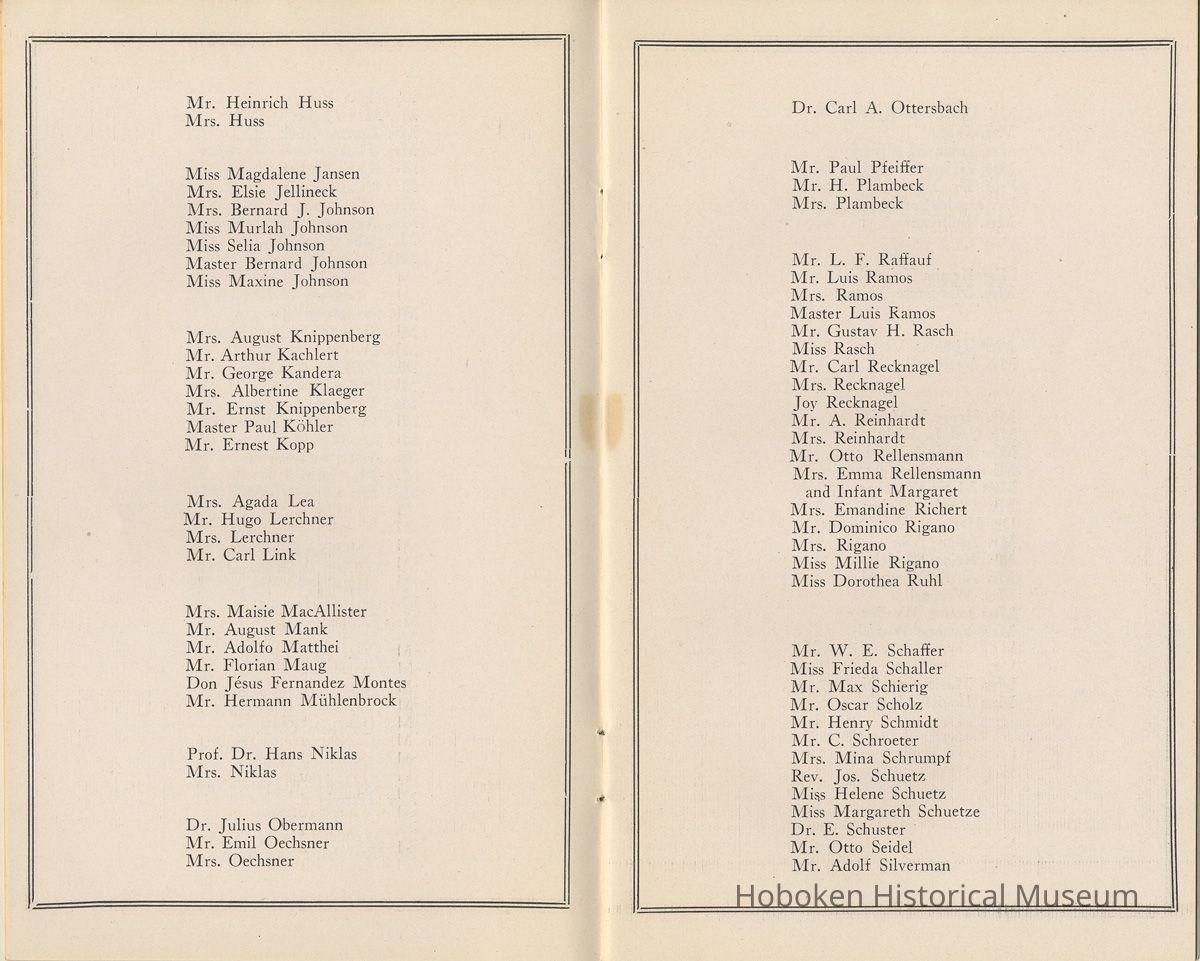 Mr. Heinrich Huss
Mrs. Huss
Miss Magdalene Jansen
Mrs. Elsie Jellineck
Mrs. Bernard J. Johnson
Miss Murlah Johnson
Miss Selia Johnson
Master Bernard Johnson
Miss Maxine Johnson
Mrs. August Knippenberg
Mr. Arthur Kachlert
Mr. George Kandera
Mrs. Albertine Klaeger
Mr. Ernst Knippenberg
Master Paul Köhler
Mr. Ernest Kopp
Mrs. Agada Lea
Mr. Hugo Lerchner
Mrs. Lerchner
Mr. Carl Link
Mrs. Maisie MacAllister
Mr. August Mank
Mr. Adolfo Matthei
Mr. Florian Maug
Don Jésus Fernandez Montes
Mr. Hermann Mühlenbrock
Prof. Dr. Hans Niklas
Mrs. Niklas
Dr. Julius Obermann
Mr. Emil Oechsner
Mrs. Oechsner
Dr. Carl A. Ottersbach
Mr. Paul Pfeiffer
Mr. H. Plambeck
Mrs. Plambeck
Mr. L. F. Raffauf
Mr. Luis Ramos
Mrs. Ramos
Master Luis Ramos
Mr. Gustav H. Rasch
Miss Rasch
Mr. Carl Recknagel
Mrs. Recknagel
Joy Recknagel
Mr. A. Reinhardt
Mrs. Reinhardt
Mr. Otto Rellensmann
Mrs. Emma Rellensmann
and Infant Margaret
Mrs. Emandine Richert
Mr. Dominico Rigano
Mrs. Rigano
Miss Millie Rigano
Miss Dorothea Ruhl
Mr. W. E. Schaffer
Miss Frieda Schaller
Mr. Max Schierig
Mr. Oscar Scholz
Mr. Henry Schmidt
Mr. C. Schroeter
Mrs. Mina Schrumpf
Rev. Jos. Schuetz
Miss Helene Schuetz
Miss Margareth Schuetze
Dr. E. Schuster
Mr. Otto Seidel
Mr. Adolf Silverman
Hoboken Historical Museum